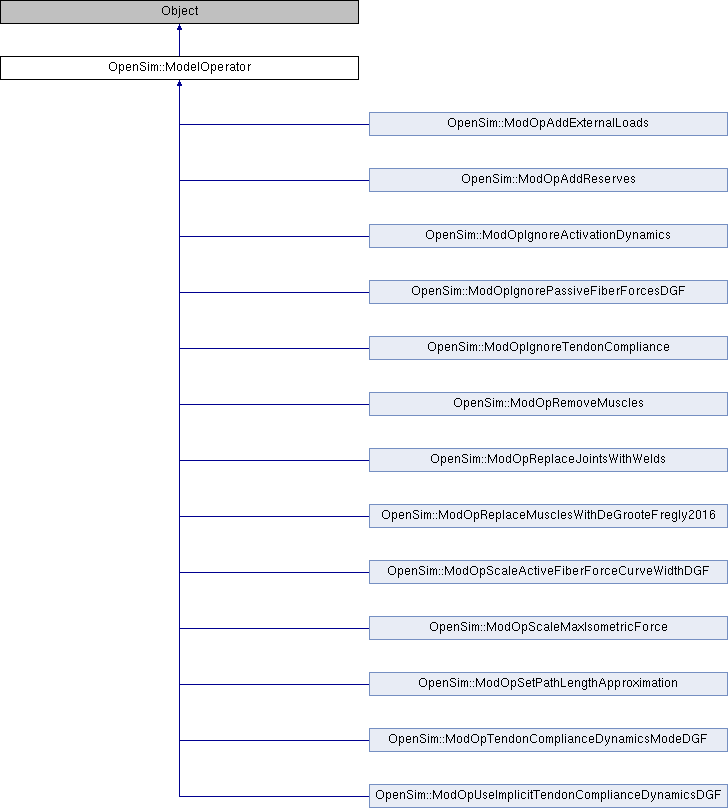 Object
OpenSim::ModelOperator
OpenSim::ModOpAddExternalLoads
OpenSim::ModOpAddReserves
OpenSim::ModOpIgnoreActivationDynamics
OpenSim::ModOpIgnorePassiveFiberForcesDGF
OpenSim::ModOpIgnoreTendonCompliance
OpenSim::ModOpRemoveMuscles
OpenSim::ModOpReplaceJointsWithWelds
OpenSim::ModOpReplaceMusclesWithDeGrooteFregly2016
OpenSim::ModOpScaleActiveFiberForceCurveWidthDGF
OpenSim::ModOpScaleMaxIsometricForce
OpenSim::ModOpSetPathLengthApproximation
OpenSim::ModOpTendonComplianceDynamicsModeDGF
OpenSim::ModOpUseImplicitTendonComplianceDynamicsDGF